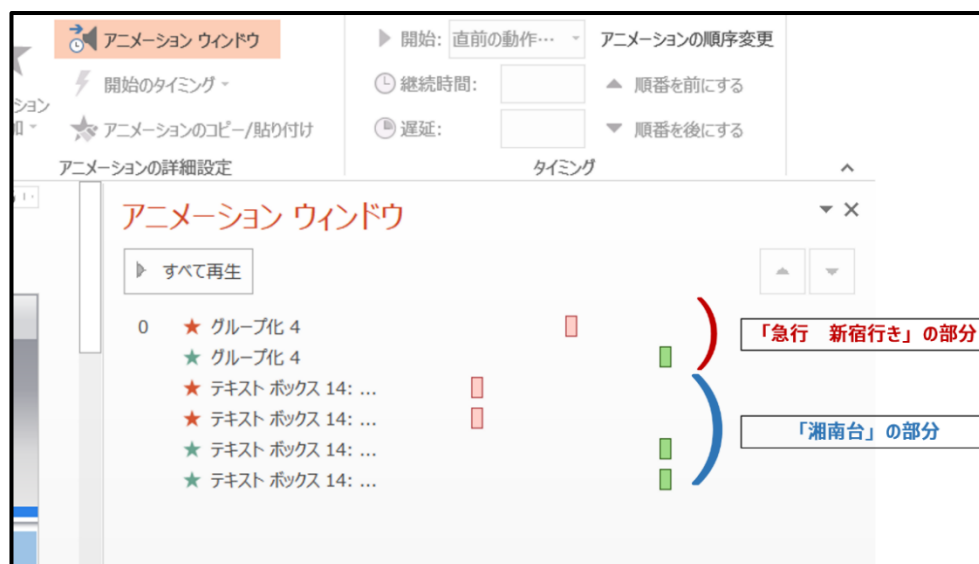 アニメーション ウィンドウ
開始: 直前の動作…
アニメーションの順序変更
開始のタイミング
継続時間:
順番を前にする
ション
アニメーションのコピー/貼り付け
遅延:
順番を後にする
アニメーションの詳細設定
タイミング
アニメーション ウィンドウ
すべて再生
0 グループ化 4
グループ化 4
テキスト ボックス 14: ...
テキスト ボックス 14: ...
テキスト ボックス 14: ...
テキスト ボックス 14: ...
「急行 新宿行き」の部分
「湘南台」の部分